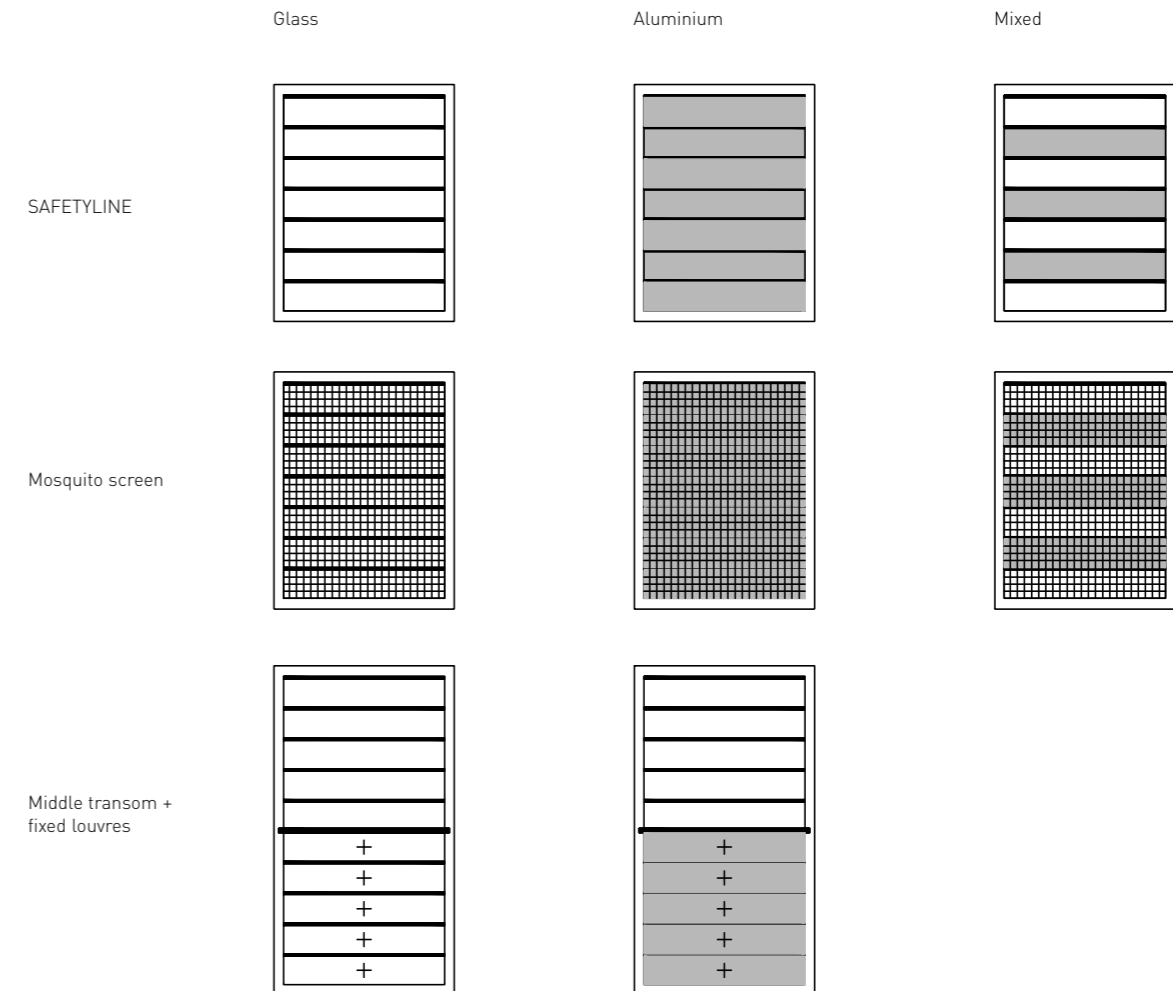 Glass
Aluminium
Mixed
SAFETYLINE
Mosquito screen
Middle transom +
fixed louvres
+
+
+
+
+
+
+
+
+
+